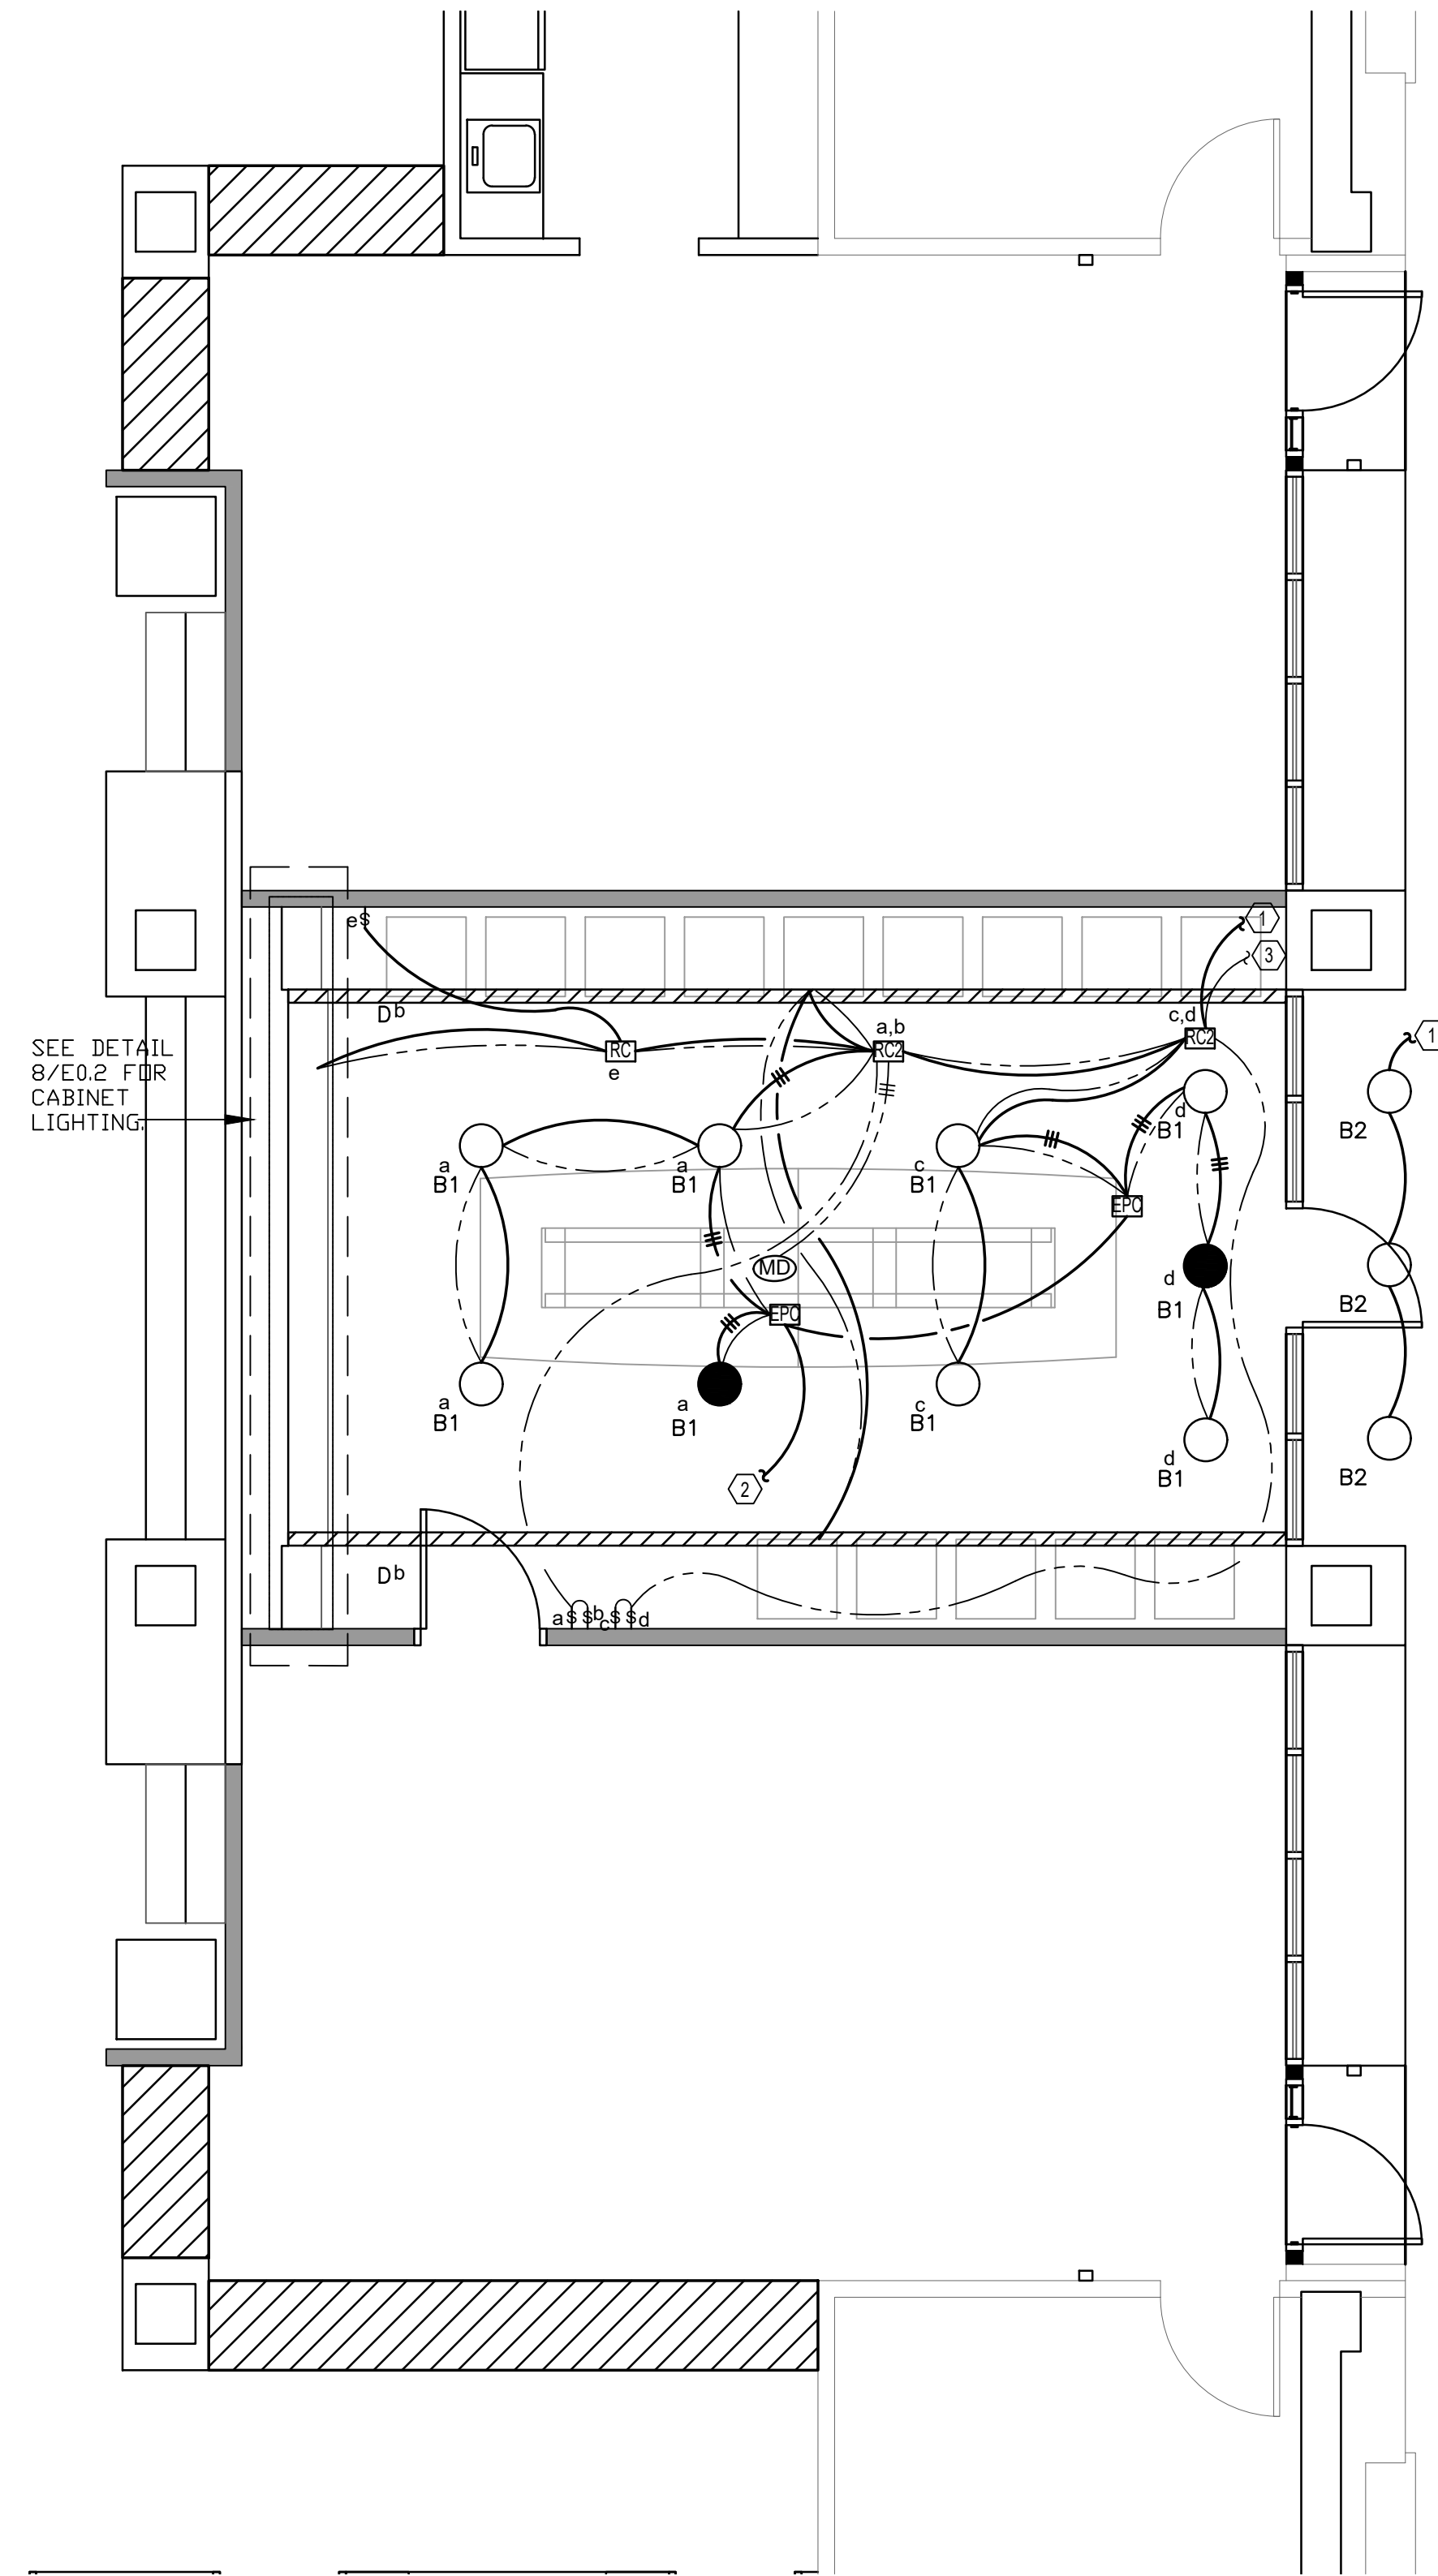 e$
1
3
Db
a,b
c,d
RC
RC2
RC2
e
SEE DETAIL
8/E0.2 FOR
CABINET
LIGHTING.
1
d
B1
B2
a
B1
a
B1
c
B1
EPC
MD
d
B1
B2
EPC
a
B1
a
B1
c
B1
d
B1
B2
2
Db
a$$b
c$$d